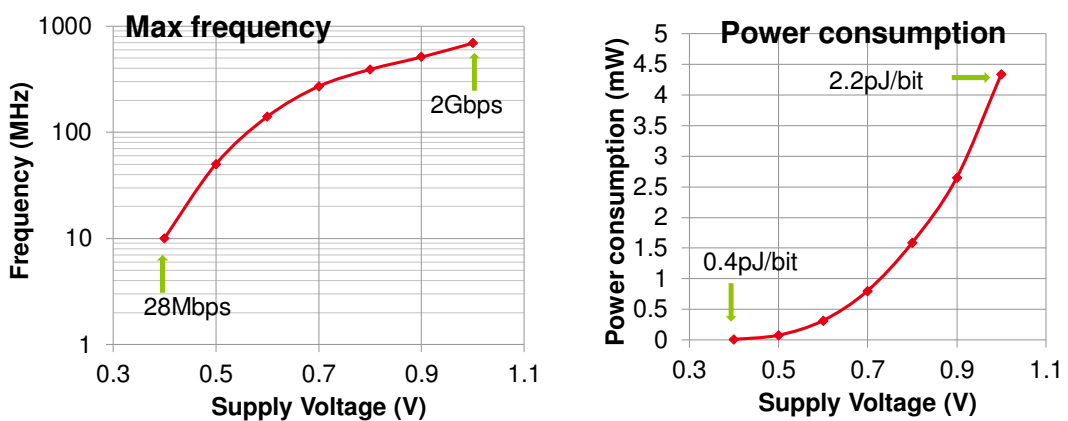 Max frequency
Frequency (MHz)
1000
100
10
1
2Gbps
28Mbps
0.3 0.5 0.7 0.9 1.1
Supply Voltage (V)
Power consumption
Power consumption (mW)
5
4.5
4
3.5
3
2.5
2
1.5
1
0.5
0
2.2pJ/bit
0.4pJ/bit
0.3 0.5 0.7 0.9 1.1
Supply Voltage (V)